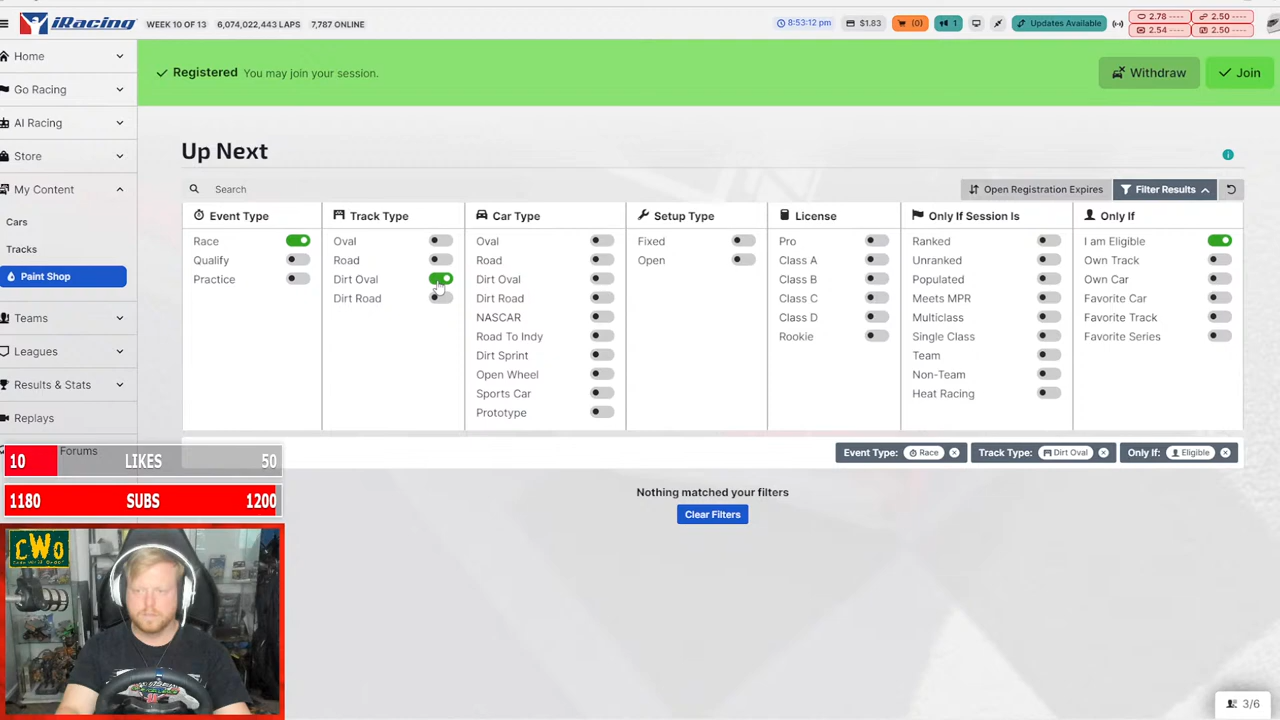 iRacing WEEK 10 OF 13 6,074,022,443 LAPS 7,787 ONLINE 8:53:12 pm $1.83 (0) 1 Updates Available 2.78 ---- 2.50 ----
2.54 ---- 2.50 ----
Home
Go Racing
AI Racing
Store
My Content
Cars
Tracks
Paint Shop
Teams
Leagues
Results & Stats
Replays
Forums
Registered You may join your session.
Withdraw
Join
Up Next
Search
Open Registration Expires
Filter Results
Event Type
Race
Qualify
Practice
Track Type
Oval
Road
Dirt Oval
Dirt Road
Car Type
Oval
Road
Dirt Oval
Dirt Road
NASCAR
Road To Indy
Dirt Sprint
Open Wheel
Sports Car
Prototype
Setup Type
Fixed
Open
License
Pro
Class A
Class B
Class C
Class D
Rookie
Only If Session Is
Ranked
Unranked
Populated
Meets MPR
Multiclass
Single Class
Team
Non-Team
Heat Racing
Only If
I am Eligible
Own Track
Own Car
Favorite Car
Favorite Track
Favorite Series
Event Type: Race
Track Type: Dirt Oval
Only If: Eligible
Nothing matched your filters
Clear Filters
10 LIKES 50
1180 SUBS 1200
CWO
3/6